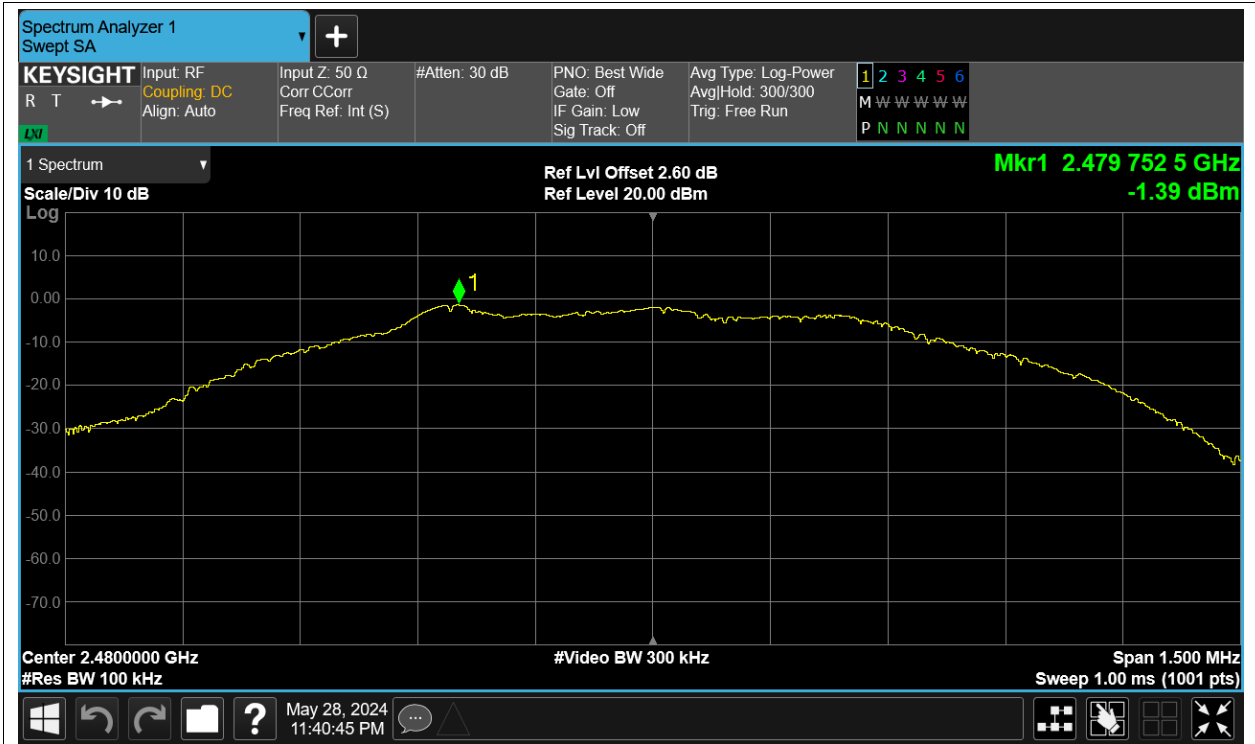 Spectrum Analyzer 1
Swept SA
KEYSIGHT
R T
LXI
Input: RF
Coupling: DC
Align: Auto
Input Z: 50 Ω
Corr CCorr
Freq Ref: Int (S)
#Atten: 30 dB
PNO: Best Wide
Gate: Off
IF Gain: Low
Sig Track: Off
Avg Type: Log-Power
Avg|Hold: 300/300
Trig: Free Run
1 2 3 4 5 6
M W W W W W
P N N N N N
1 Spectrum
Scale/Div 10 dB
Ref Lvl Offset 2.60 dB
Ref Level 20.00 dBm
Mkr1 2.479 752 5 GHz
-1.39 dBm
Log
10.0
0.00
-10.0
-20.0
-30.0
-40.0
-50.0
-60.0
-70.0
1
Center 2.4800000 GHz
#Res BW 100 kHz
#Video BW 300 kHz
Span 1.500 MHz
Sweep 1.00 ms (1001 pts)
?
May 28, 2024
11:40:45 PM